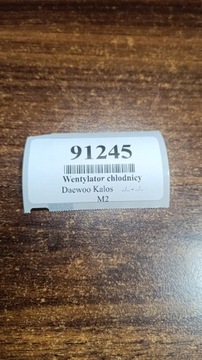 91245
Wentylator chłodnicy
Daewoo Kalos ../.. - ../..
M2